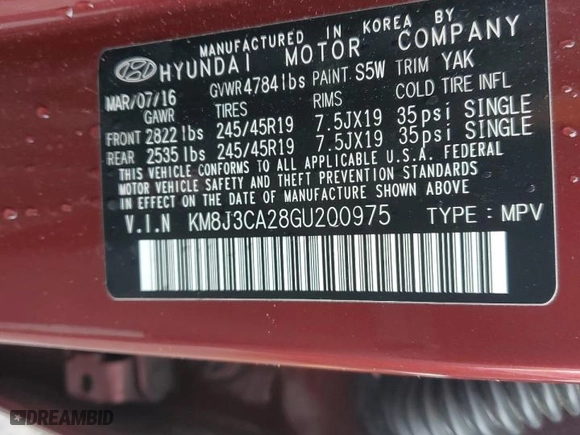 MANUFACTURED IN KOREA BY
HYUNDAI MOTOR COMPANY
MAR/07/16 GVWR 4784lbs PAINT S5W TRIM YAK
GAWR TIRES RIMS COLD TIRE INFL
FRONT 2822 lbs 245/45R19 7.5JX19 35psi SINGLE
REAR 2535 lbs 245/45R19 7.5JX19 35psi SINGLE
THIS VEHICLE CONFORMS TO ALL APPLICABLE U.S.A. FEDERAL
MOTOR VEHICLE SAFETY AND THEFT PREVENTION STANDARDS IN
EFFECT ON THE DATE OF MANUFACTURE SHOWN ABOVE.
V.I.N KM8J3CA28GU200975 TYPE: MPV
DREAMBID